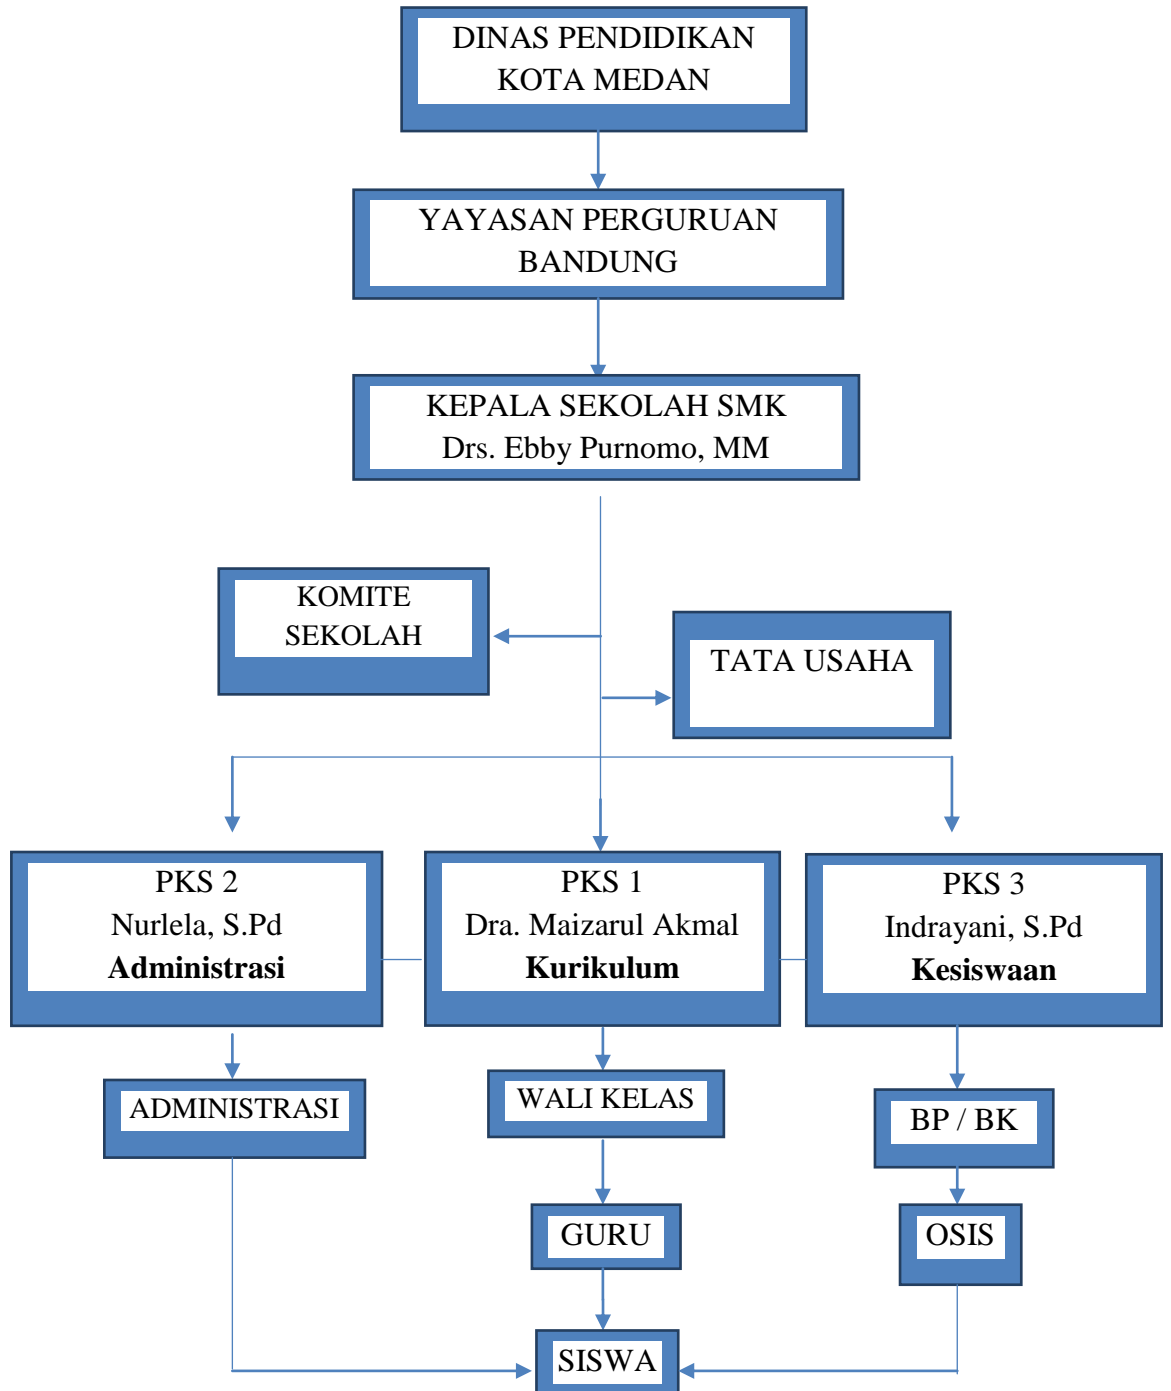 DINAS PENDIDIKAN
KOTA MEDAN
YAYASAN PERGURUAN
BANDUNG
KEPALA SEKOLAH SMK
Drs. Ebby Purnomo, MM
KOMITE
SEKOLAH
TATA USAHA
PKS 2
Nurlela, S.Pd
Administrasi
PKS 1
Dra. Maizarul Akmal
Kurikulum
PKS 3
Indrayani, S.Pd
Kesiswaan
ADMINISTRASI
WALI KELAS
BP / BK
GURU
OSIS
SISWA